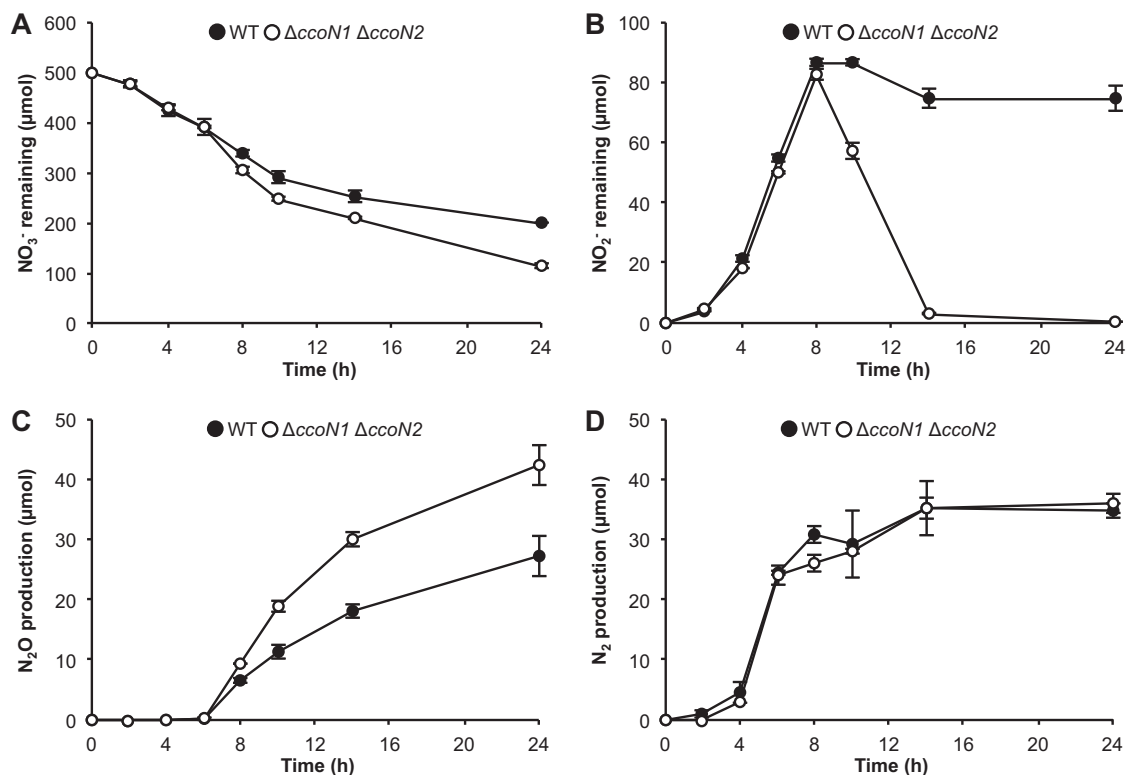 A
● WT ○ ΔccoN1 ΔccoN2
NO₃⁻ remaining (µmol)
600
500
400
300
200
100
0
0 4 8 12 16 20 24
Time (h)
B
● WT ○ ΔccoN1 ΔccoN2
NO₂⁻ remaining (µmol)
100
80
60
40
20
0
0 4 8 12 16 20 24
Time (h)
C
● WT ○ ΔccoN1 ΔccoN2
N₂O production (µmol)
50
40
30
20
10
0
0 4 8 12 16 20 24
Time (h)
D
● WT ○ ΔccoN1 ΔccoN2
N₂ production (µmol)
50
40
30
20
10
0
0 4 8 12 16 20 24
Time (h)